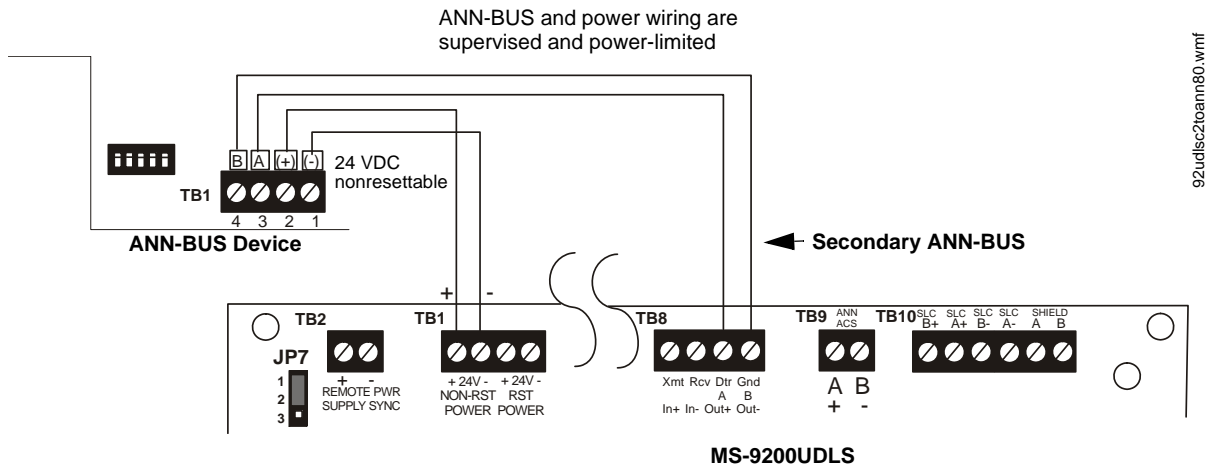 ANN-BUS and power wiring are
supervised and power-limited
92udlsc2toann80.wmf
B A (+) (-)
24 VDC
nonresettable
TB1
4 3 2 1
ANN-BUS Device
Secondary ANN-BUS
+ -
TB2 TB1 TB8 TB9 ANN TB10 SLC SLC SLC SLC SHIELD
ACS B+ A+ B- A- A B
JP7
1
2
3
+ -
REMOTE PWR
SUPPLY SYNC
+ 24V - + 24V -
NON-RST RST
POWER POWER
Xmt Rcv Dtr Gnd
A B
In+ In- Out+ Out-
A B
+ -
MS-9200UDLS